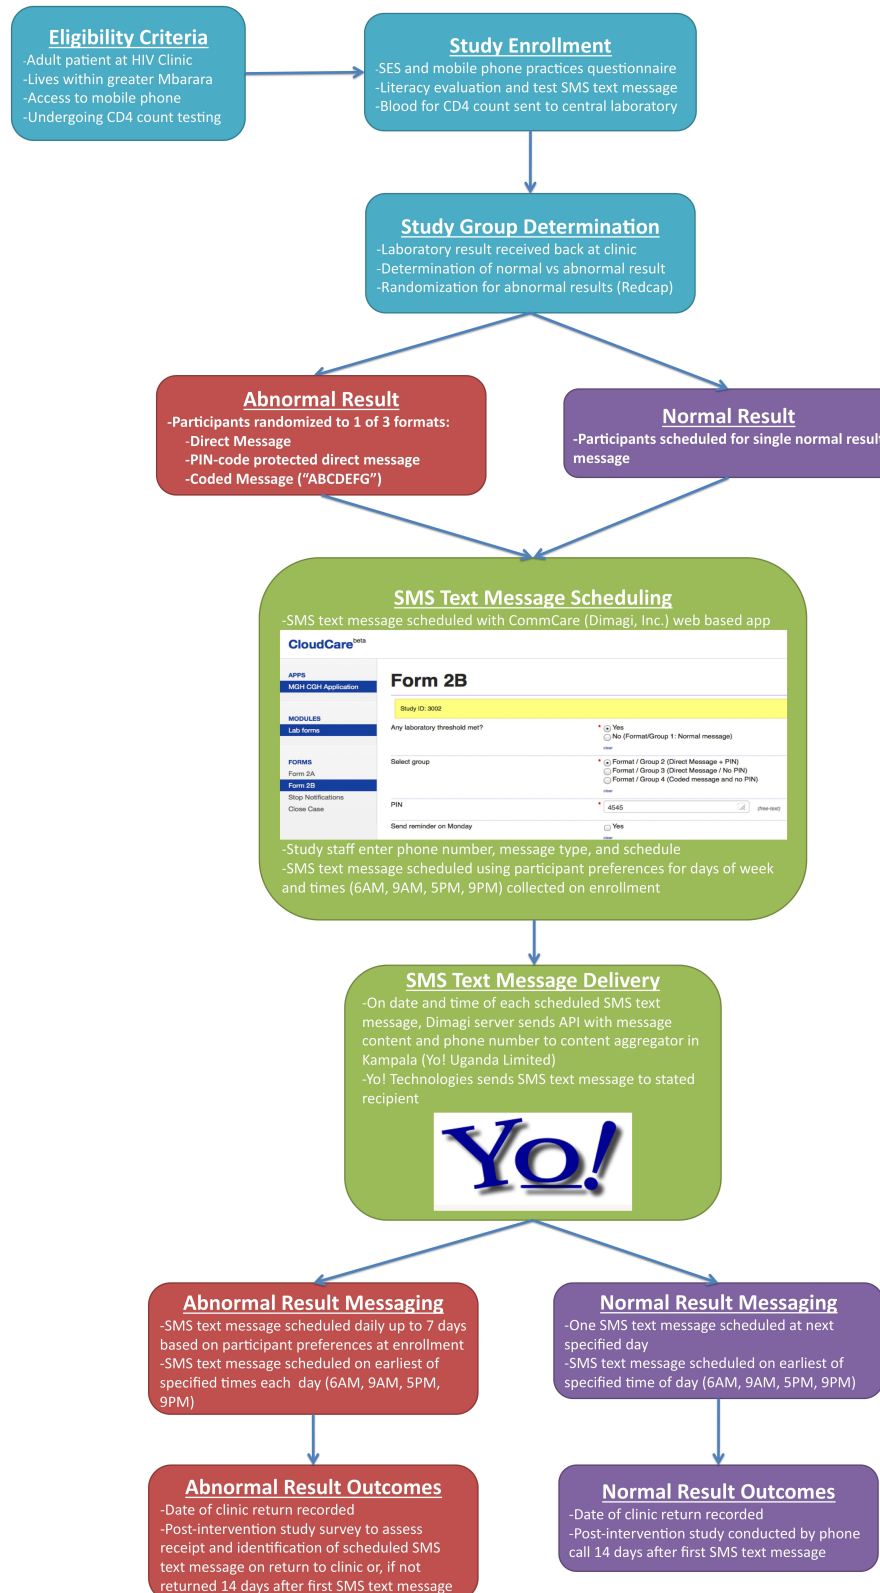 Eligibility Criteria
-Adult patient at HIV Clinic
-Lives within greater Mbarara
-Access to mobile phone
-Undergoing CD4 count testing
Study Enrollment
-SES and mobile phone practices questionnaire
-Literacy evaluation and test SMS text message
-Blood for CD4 count sent to central laboratory
Study Group Determination
-Laboratory result received back at clinic
-Determination of normal vs abnormal result
-Randomization for abnormal results (Redcap)
Abnormal Result
-Participants randomized to 1 of 3 formats:
-Direct Message
-PIN-code protected direct message
-Coded Message (“ABCDEFG”)
Normal Result
-Participants scheduled for single normal result
message
SMS Text Message Scheduling
-SMS text message scheduled with CommCare (Dimagi, Inc.) web based app
CloudCare beta
APPS
MGH CGH Application
MODULES
Lab forms
FORMS
Form 2A
Form 2B
Stop Notifications
Close Case
Form 2B
Study ID: 3002
Any laboratory threshold met?
* Yes
No (Format/Group 1: Normal message)
clear
Select group
* Format / Group 2 (Direct Message + PIN)
Format / Group 3 (Direct Message / No PIN)
Format / Group 4 (Coded message and no PIN)
clear
PIN
* 4545
(free-text)
Send reminder on Monday
Yes
clear
-Study staff enter phone number, message type, and schedule
-SMS text message scheduled using participant preferences for days of week
and times (6AM, 9AM, 5PM, 9PM) collected on enrollment
SMS Text Message Delivery
-On date and time of each scheduled SMS text
message, Dimagi server sends API with message
content and phone number to content aggregator in
Kampala (Yo! Uganda Limited)
-Yo! Technologies sends SMS text message to stated
recipient
Yo!
Abnormal Result Messaging
-SMS text message scheduled daily up to 7 days
based on participant preferences at enrollment
-SMS text message scheduled on earliest of
specified times each day (6AM, 9AM, 5PM,
9PM)
Normal Result Messaging
-One SMS text message scheduled at next
specified day
-SMS text message scheduled on earliest of
specified time of day (6AM, 9AM, 5PM, 9PM)
Abnormal Result Outcomes
-Date of clinic return recorded
-Post-intervention study survey to assess
receipt and identification of scheduled SMS
text message on return to clinic or, if not
returned 14 days after first SMS text message
Normal Result Outcomes
-Date of clinic return recorded
-Post-intervention study conducted by phone
call 14 days after first SMS text message